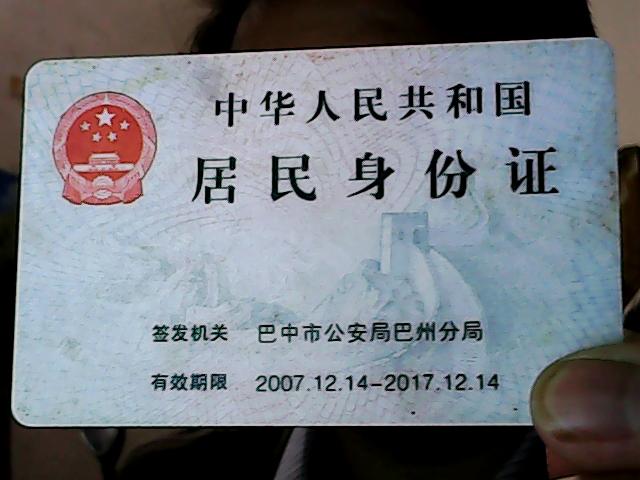 中华人民共和国
居民身份证
签发机关 巴中市公安局巴州分局
有效期限 2007.12.14-2017.12.14